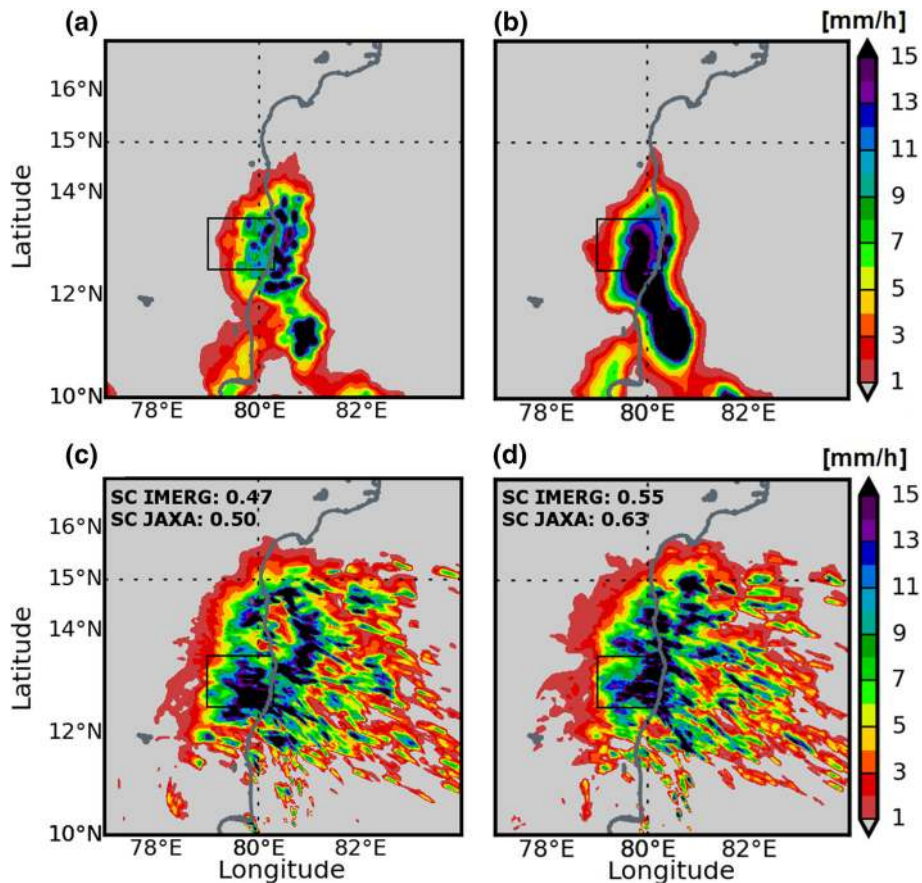 (a)
(b)
[mm/h]
16°N
15°N
14°N
12°N
10°N
Latitude
78°E 80°E 82°E
78°E 80°E 82°E
15
13
11
9
7
5
3
1
(c)
(d)
[mm/h]
SC IMERG: 0.47
SC JAXA: 0.50
SC IMERG: 0.55
SC JAXA: 0.63
16°N
15°N
14°N
12°N
10°N
Latitude
78°E 80°E 82°E
Longitude
78°E 80°E 82°E
Longitude
15
13
11
9
7
5
3
1